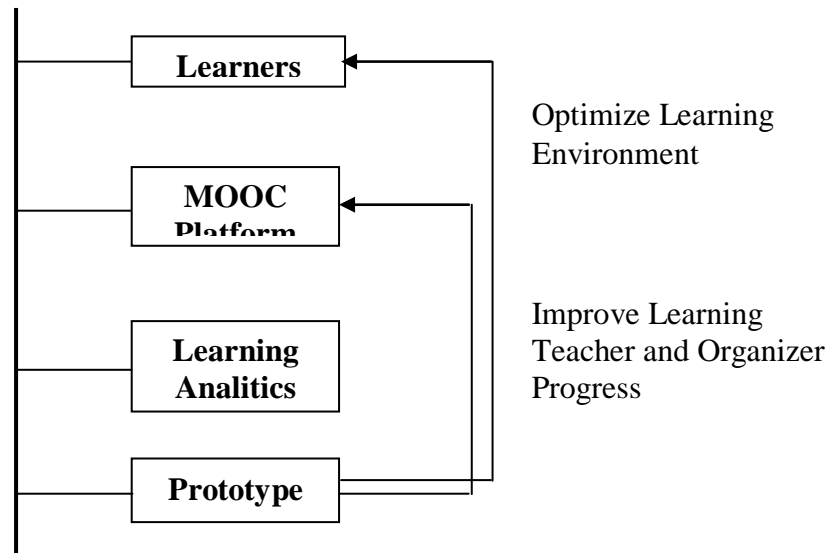 Learners
Optimize Learning
Environment
MOOC
Platform
Improve Learning
Teacher and Organizer
Progress
Learning
Analitics
Prototype